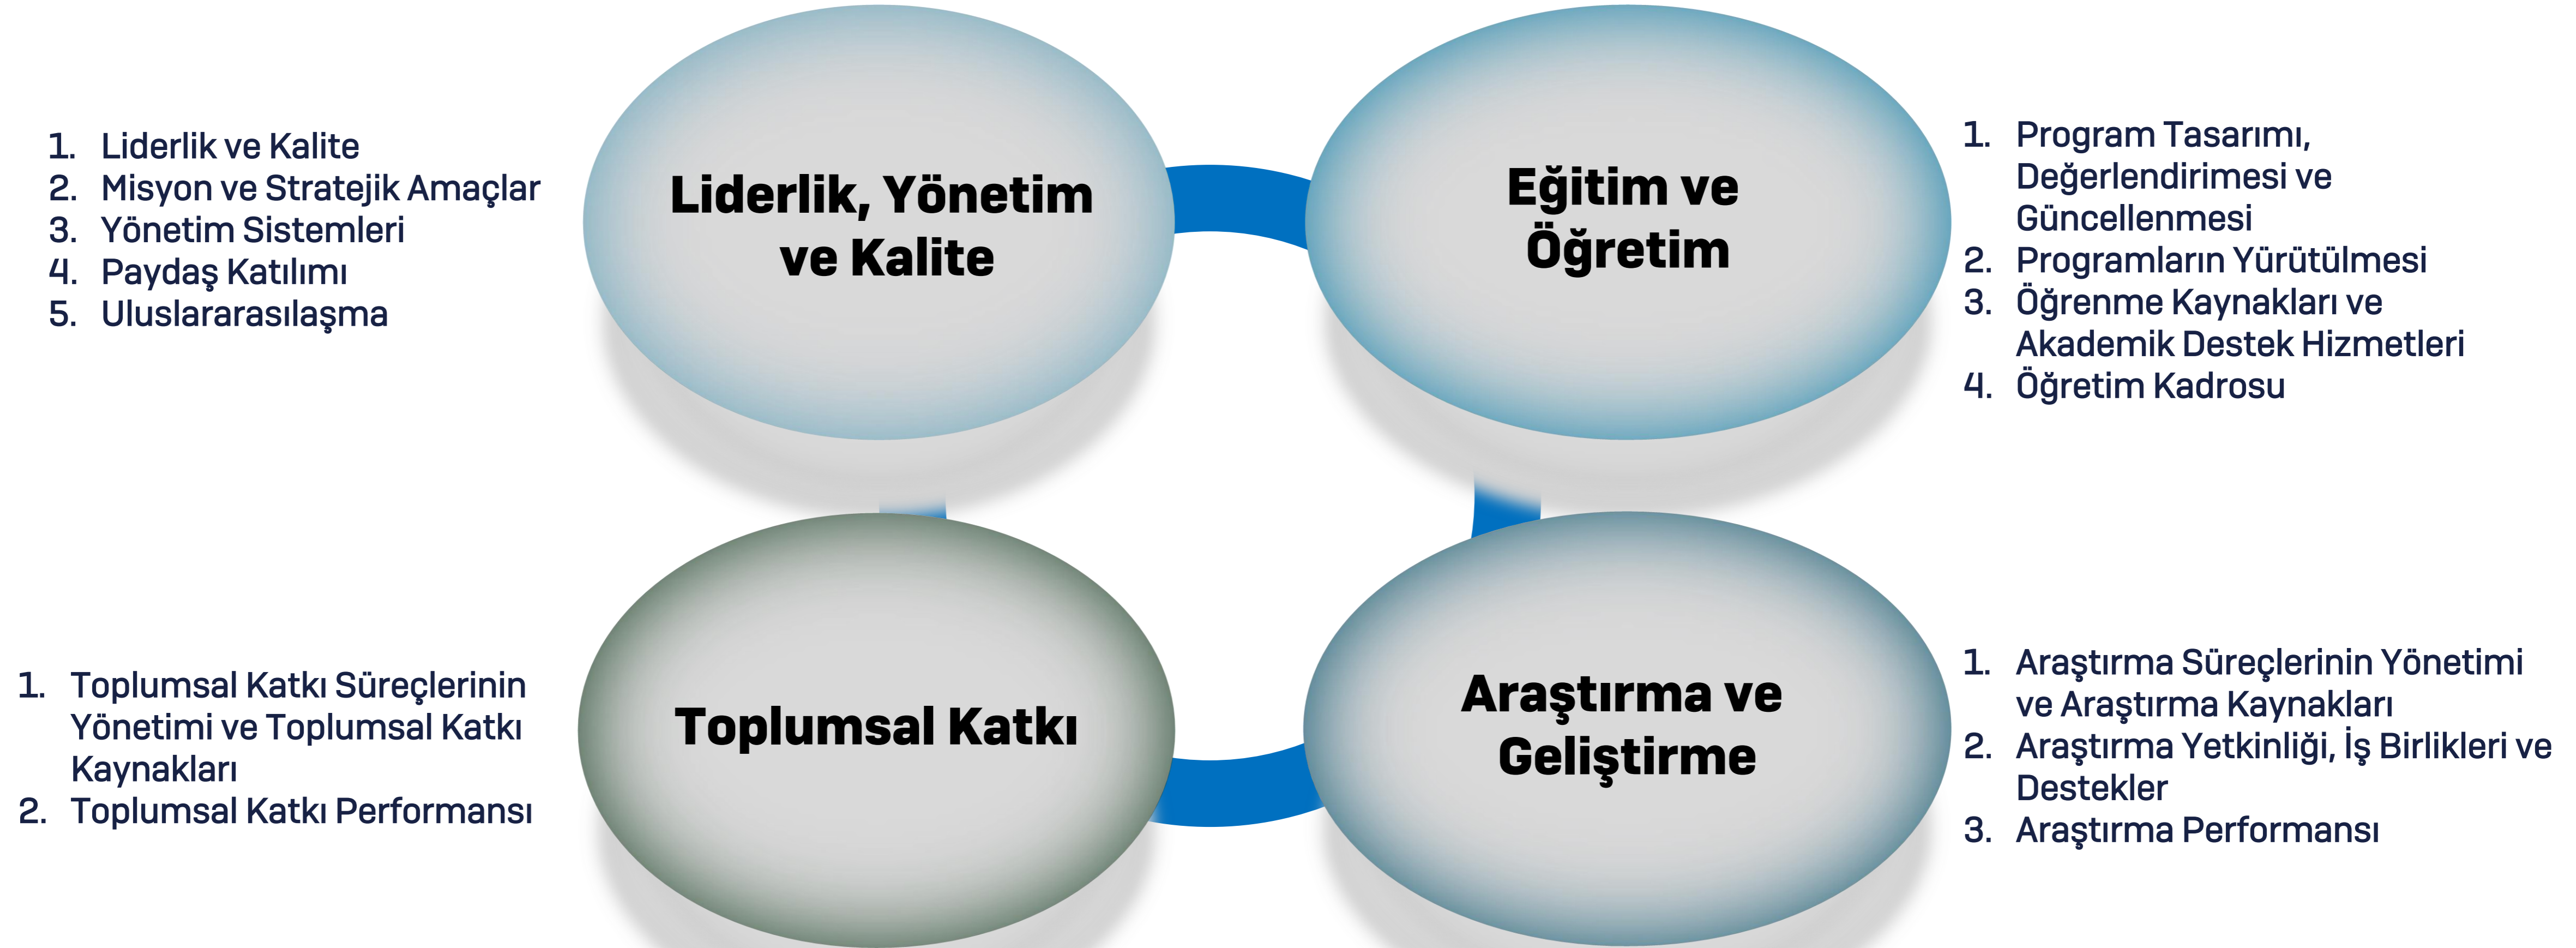 1. Liderlik ve Kalite
2. Misyon ve Stratejik Amaçlar
3. Yönetim Sistemleri
4. Paydaş Katılımı
5. Uluslararasılaşma
Liderlik, Yönetim
ve Kalite
Eğitim ve
Öğretim
1. Program Tasarımı,
Değerlendirimesi ve
Güncellenmesi
2. Programların Yürütülmesi
3. Öğrenme Kaynakları ve
Akademik Destek Hizmetleri
4. Öğretim Kadrosu
1. Toplumsal Katkı Süreçlerinin
Yönetimi ve Toplumsal Katkı
Kaynakları
2. Toplumsal Katkı Performansı
Toplumsal Katkı
Araştırma ve
Geliştirme
1. Araştırma Süreçlerinin Yönetimi
ve Araştırma Kaynakları
2. Araştırma Yetkinliği, İş Birlikleri ve
Destekler
3. Araştırma Performansı